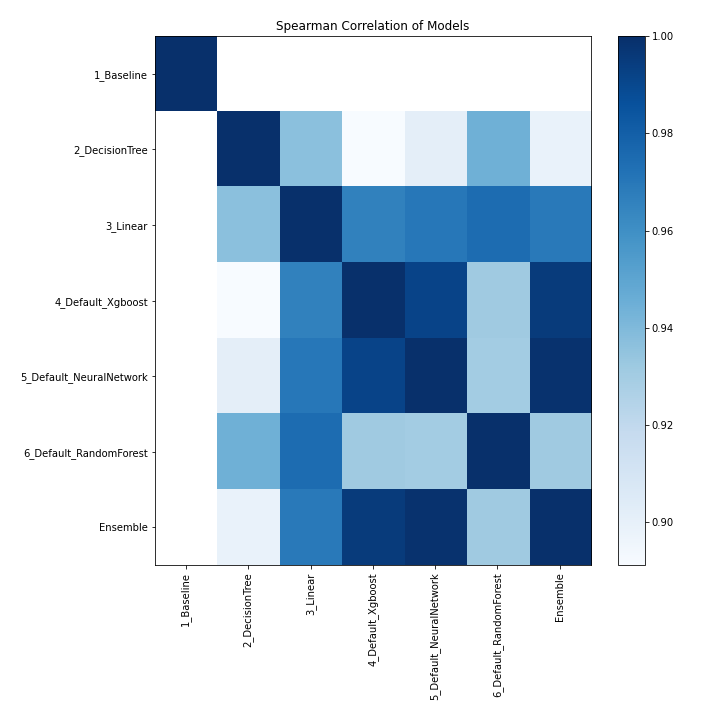 Spearman Correlation of Models
1_Baseline
2_DecisionTree
3_Linear
4_Default_Xgboost
5_Default_NeuralNetwork
6_Default_RandomForest
Ensemble
1_Baseline
2_DecisionTree
3_Linear
4_Default_Xgboost
5_Default_NeuralNetwork
6_Default_RandomForest
Ensemble
1.00
0.98
0.96
0.94
0.92
0.90